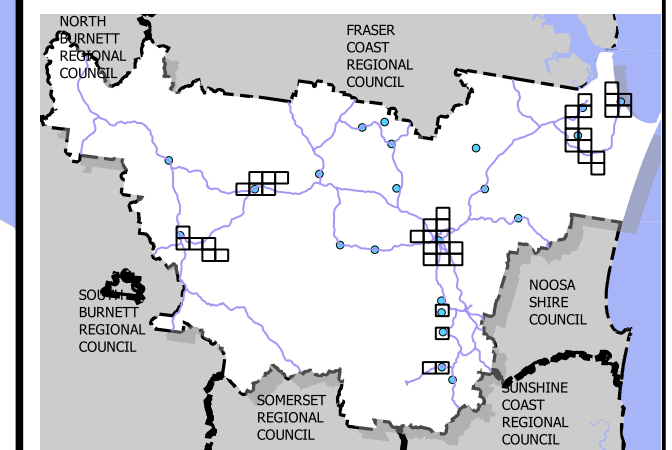 NORTH
BURNETT
REGIONAL
COUNCIL
FRASER
COAST
REGIONAL
COUNCIL
SOUTH
BURNETT
REGIONAL
COUNCIL
NOOSA
SHIRE
COUNCIL
SOMERSET
REGIONAL
COUNCIL
SUNSHINE
COAST
REGIONAL
COUNCIL